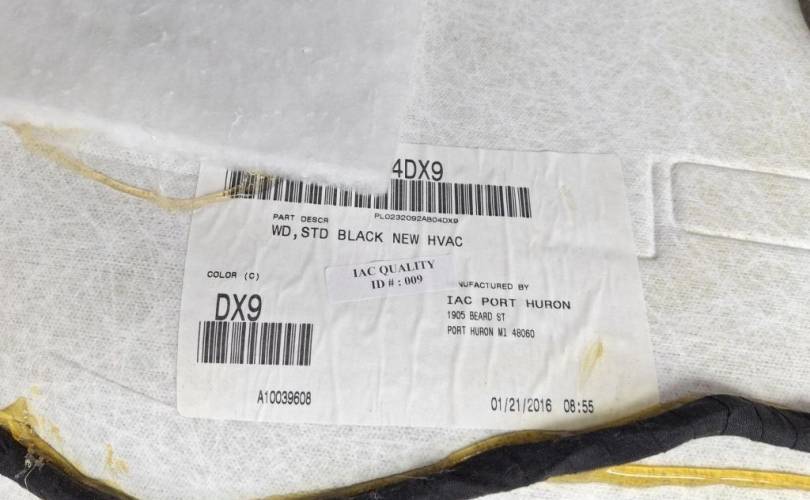 4DX9
PART DESCR
PL0232092AB04DX9
WD,STD BLACK NEW HVAC
COLOR (C)
IAC QUALITY
ID # : 009
NUFACTURED BY
DX9
IAC PORT HURON
1905 BEARD ST
PORT HURON MI 48060
A10039608
01/21/2016 08:55